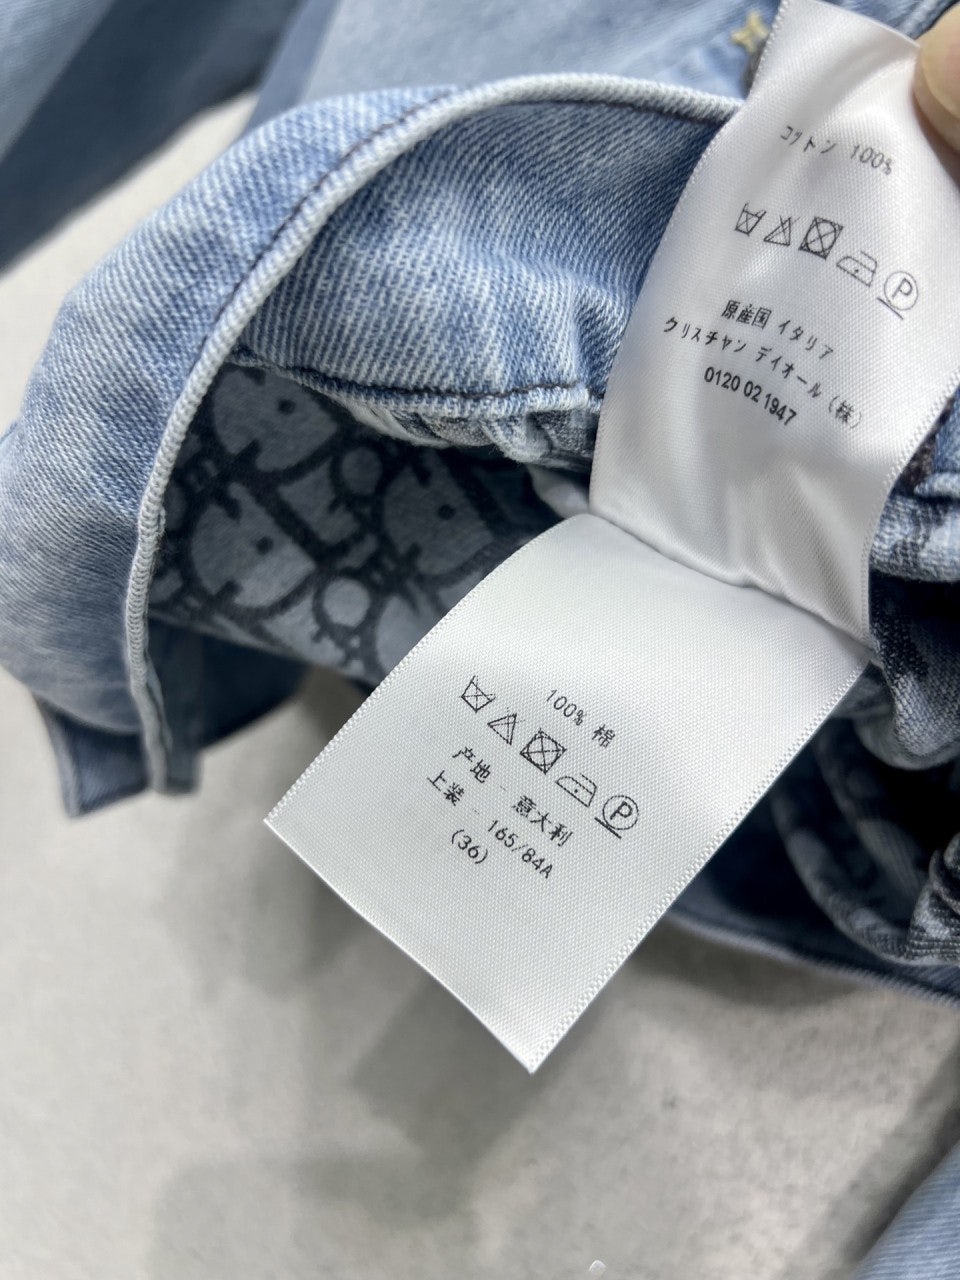 コットン 100%
P
原産国 イタリア
クリスチャン ディオール (株)
0120 02 1947
100% 棉
P
产地 - 意大利
上装 - 165/84A
(36)